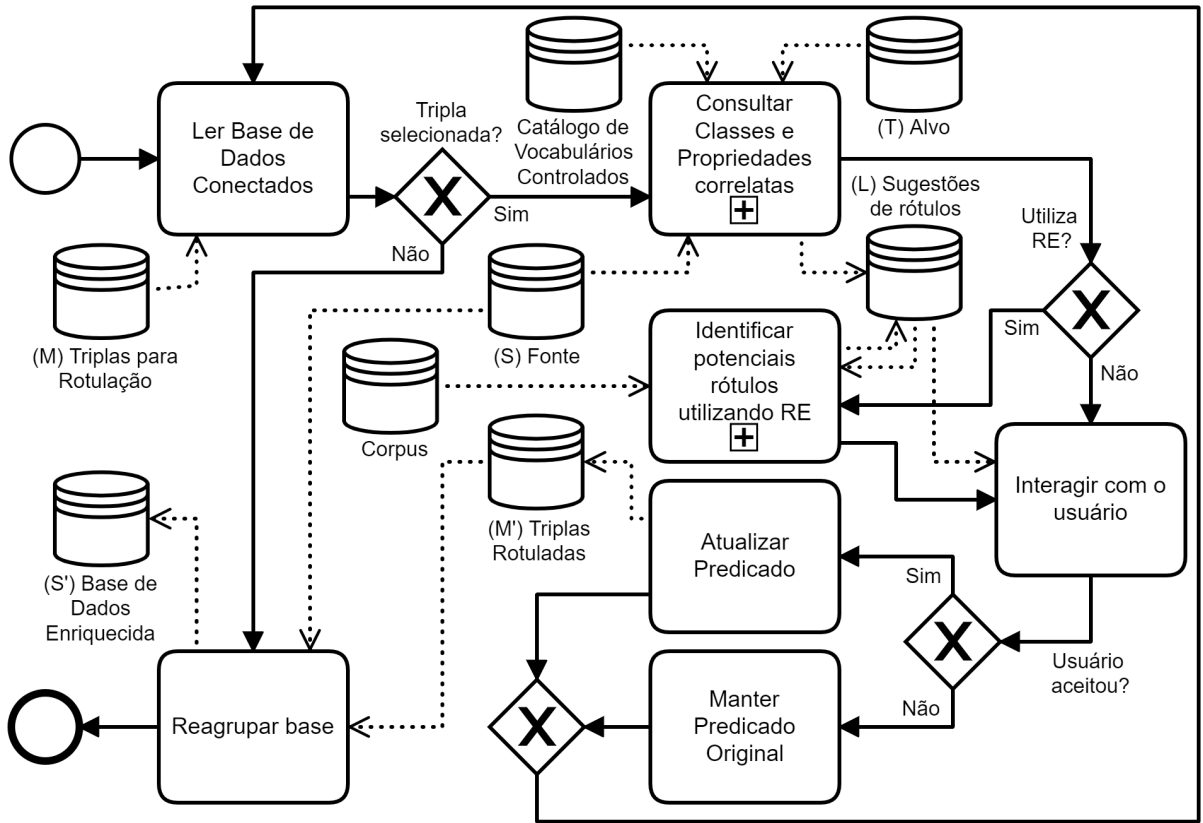 Ler Base de
Dados
Conectados
Tripla
selecionada?
Sim
Não
Catálogo de
Vocabulários
Controlados
Consultar
Classes e
Propriedades
correlatas
(T) Alvo
(L) Sugestões
de rótulos
Utiliza
RE?
Sim
Não
(M) Triplas para
Rotulação
(S) Fonte
Identificar
potenciais
rótulos
utilizando RE
Corpus
Interagir com o
usuário
(M') Triplas
Rotuladas
Atualizar
Predicado
Sim
(S') Base de
Dados
Enriquecida
Usuário
aceitou?
Não
Reagrupar base
Manter
Predicado
Original